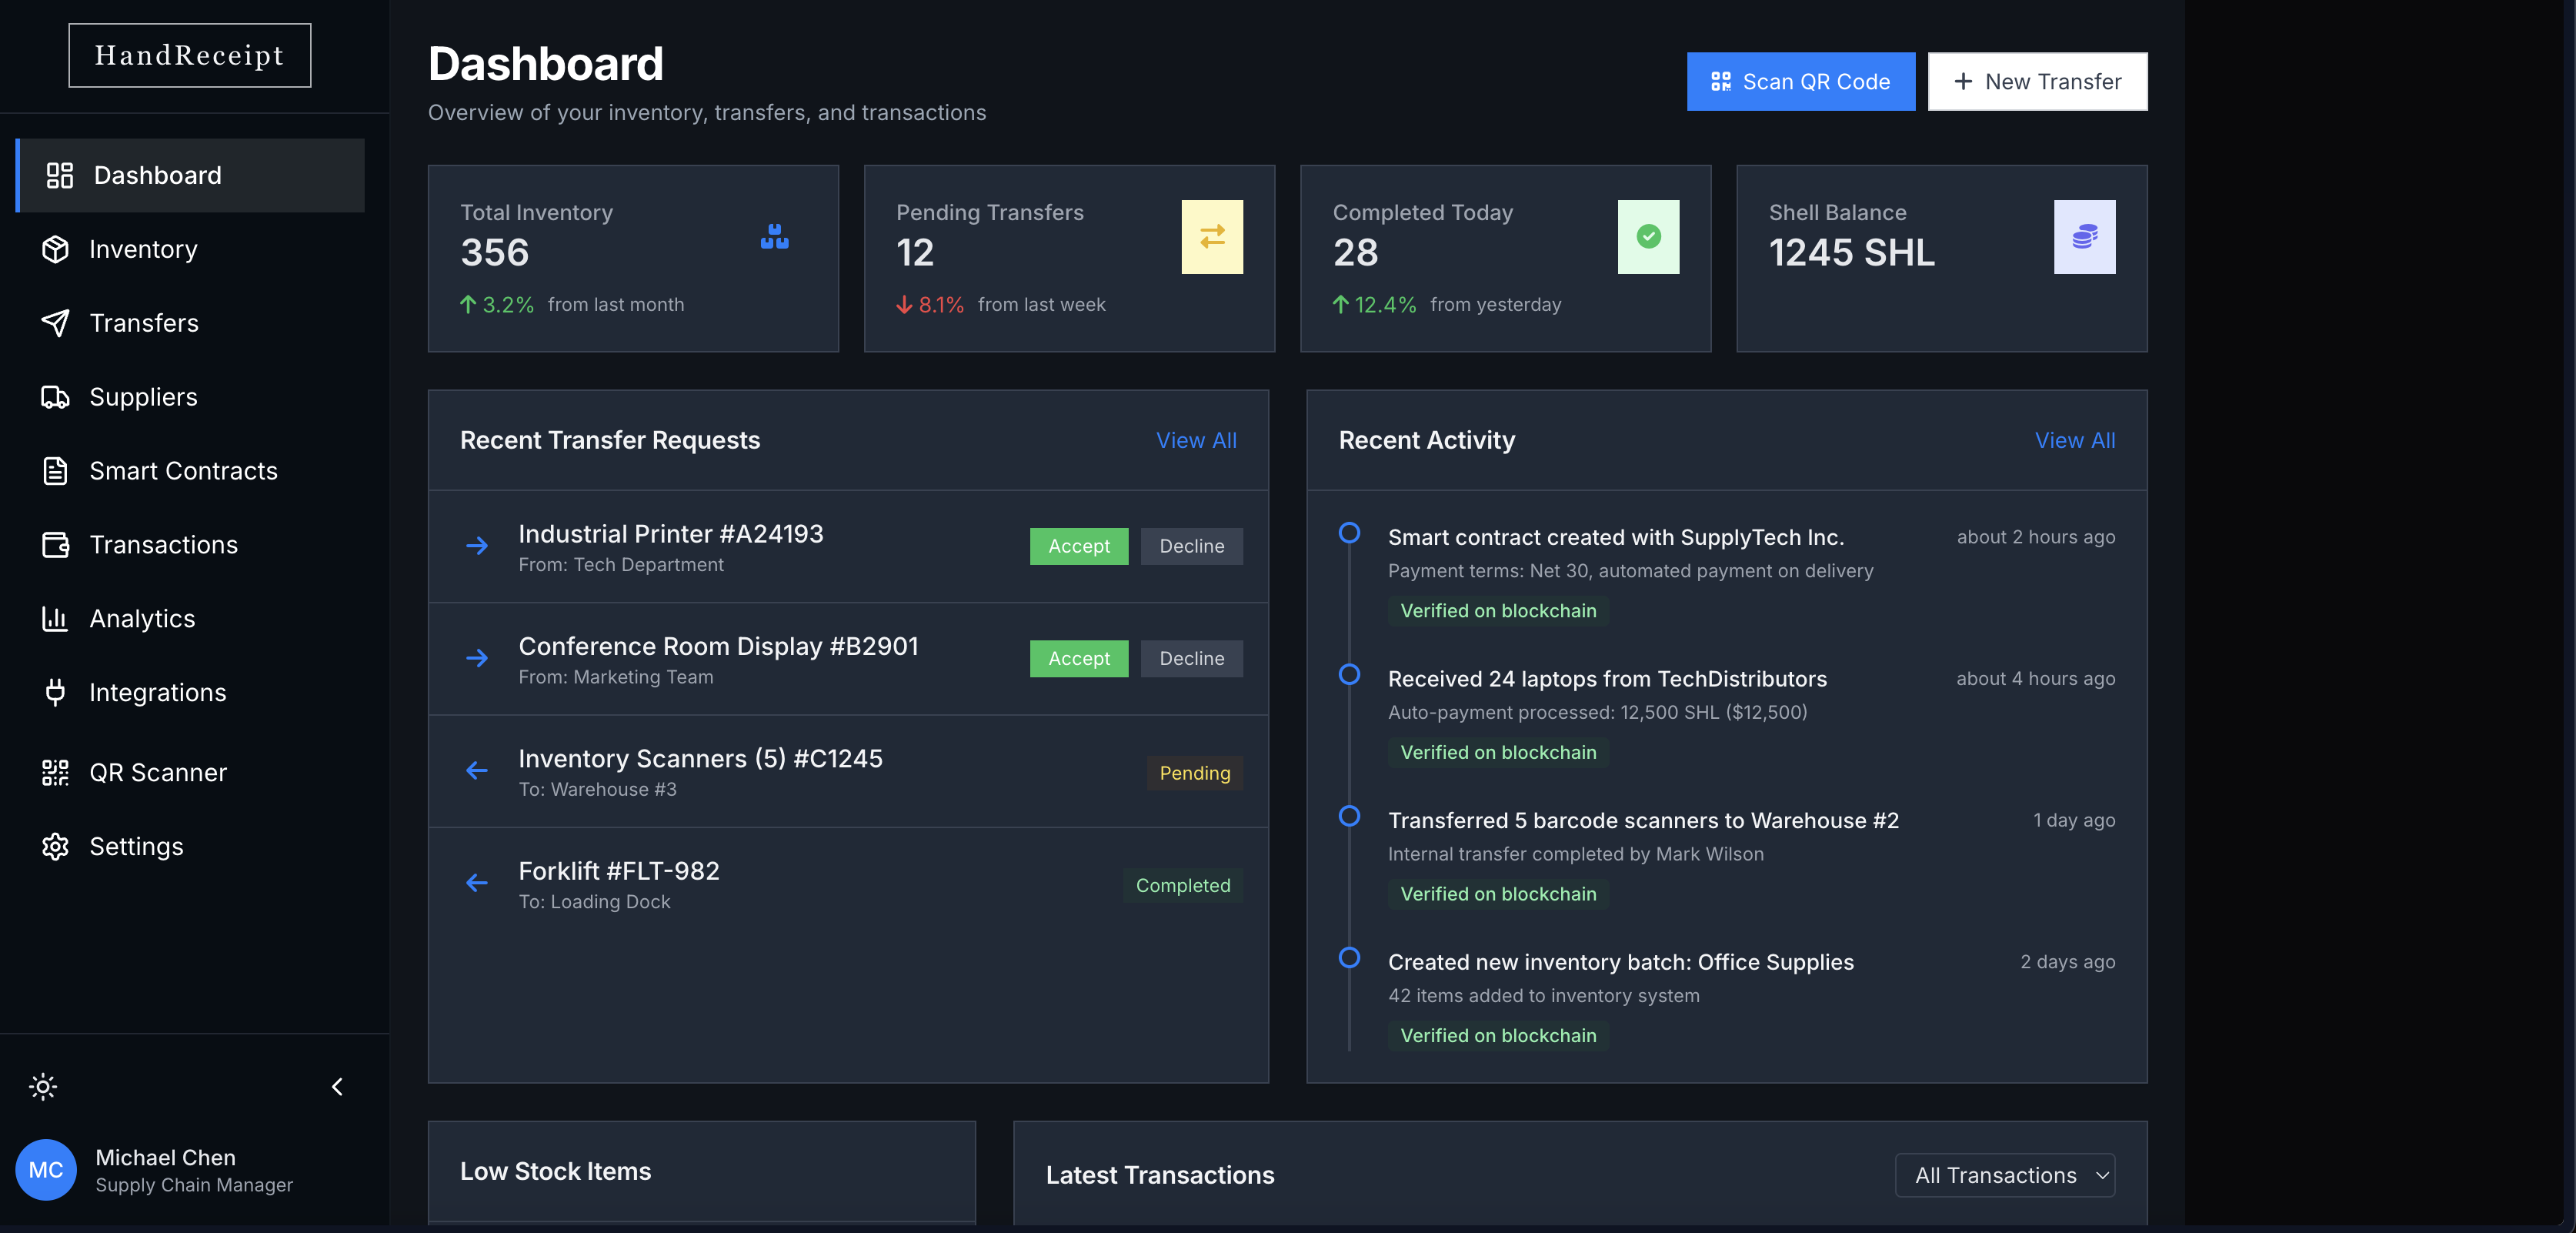 HandReceipt
Dashboard
Inventory
Transfers
Suppliers
Smart Contracts
Transactions
Analytics
Integrations
QR Scanner
Settings
MC
Michael Chen
Supply Chain Manager
Dashboard
Overview of your inventory, transfers, and transactions
Scan QR Code
New Transfer
Total Inventory
356
3.2% from last month
Pending Transfers
12
8.1% from last week
Completed Today
28
12.4% from yesterday
Shell Balance
1245 SHL
Recent Transfer Requests
View All
Industrial Printer #A24193
From: Tech Department
Accept
Decline
Conference Room Display #B2901
From: Marketing Team
Accept
Decline
Inventory Scanners (5) #C1245
To: Warehouse #3
Pending
Forklift #FLT-982
To: Loading Dock
Completed
Recent Activity
View All
Smart contract created with SupplyTech Inc.
about 2 hours ago
Payment terms: Net 30, automated payment on delivery
Verified on blockchain
Received 24 laptops from TechDistributors
about 4 hours ago
Auto-payment processed: 12,500 SHL ($12,500)
Verified on blockchain
Transferred 5 barcode scanners to Warehouse #2
1 day ago
Internal transfer completed by Mark Wilson
Verified on blockchain
Created new inventory batch: Office Supplies
2 days ago
42 items added to inventory system
Verified on blockchain
Low Stock Items
Latest Transactions
All Transactions